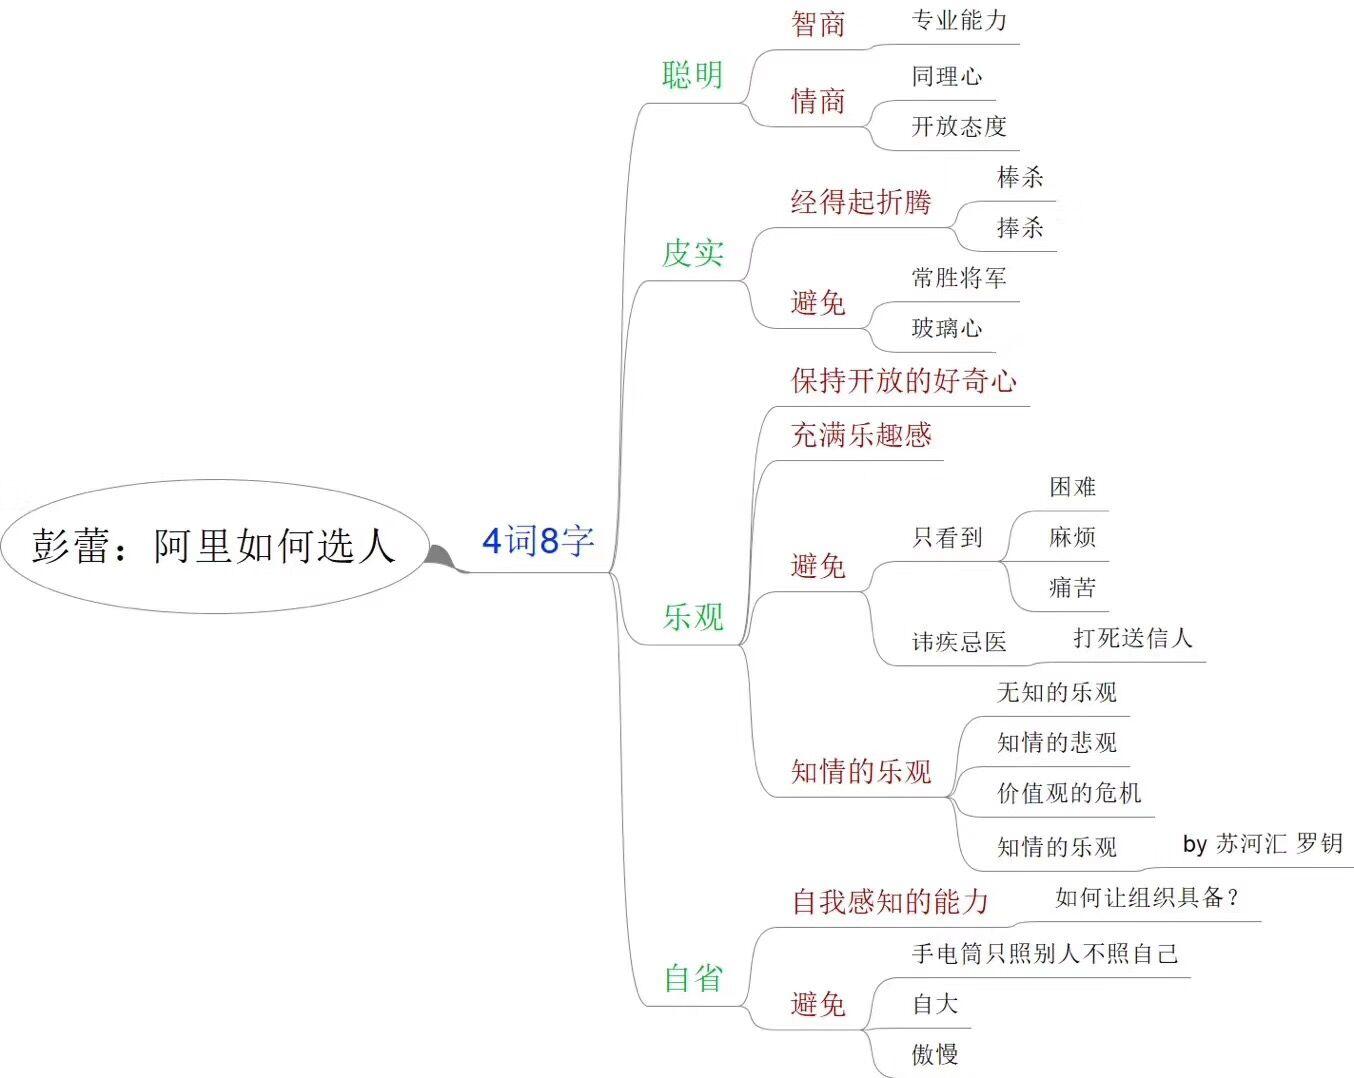 彭蕾：阿里如何选人
4词8字
聪明
智商
专业能力
情商
同理心
开放态度
皮实
经得起折腾
棒杀
捧杀
避免
常胜将军
玻璃心
乐观
保持开放的好奇心
充满乐趣感
避免
只看到
困难
麻烦
痛苦
讳疾忌医
打死送信人
知情的乐观
无知的乐观
知情的悲观
价值观的危机
知情的乐观
by 苏河汇 罗钥
自省
自我感知的能力
如何让组织具备？
避免
手电筒只照别人不照自己
自大
傲慢